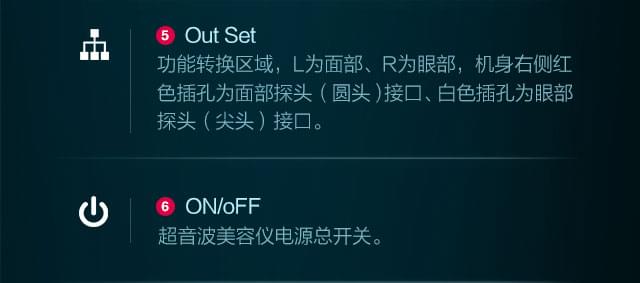 5 Out Set
功能转换区域，L为面部、R为眼部，机身右侧红
色插孔为面部探头（圆头)接口、白色插孔为眼部
探头（尖头）接口。
6 ON/oFF
超音波美容仪电源总开关。